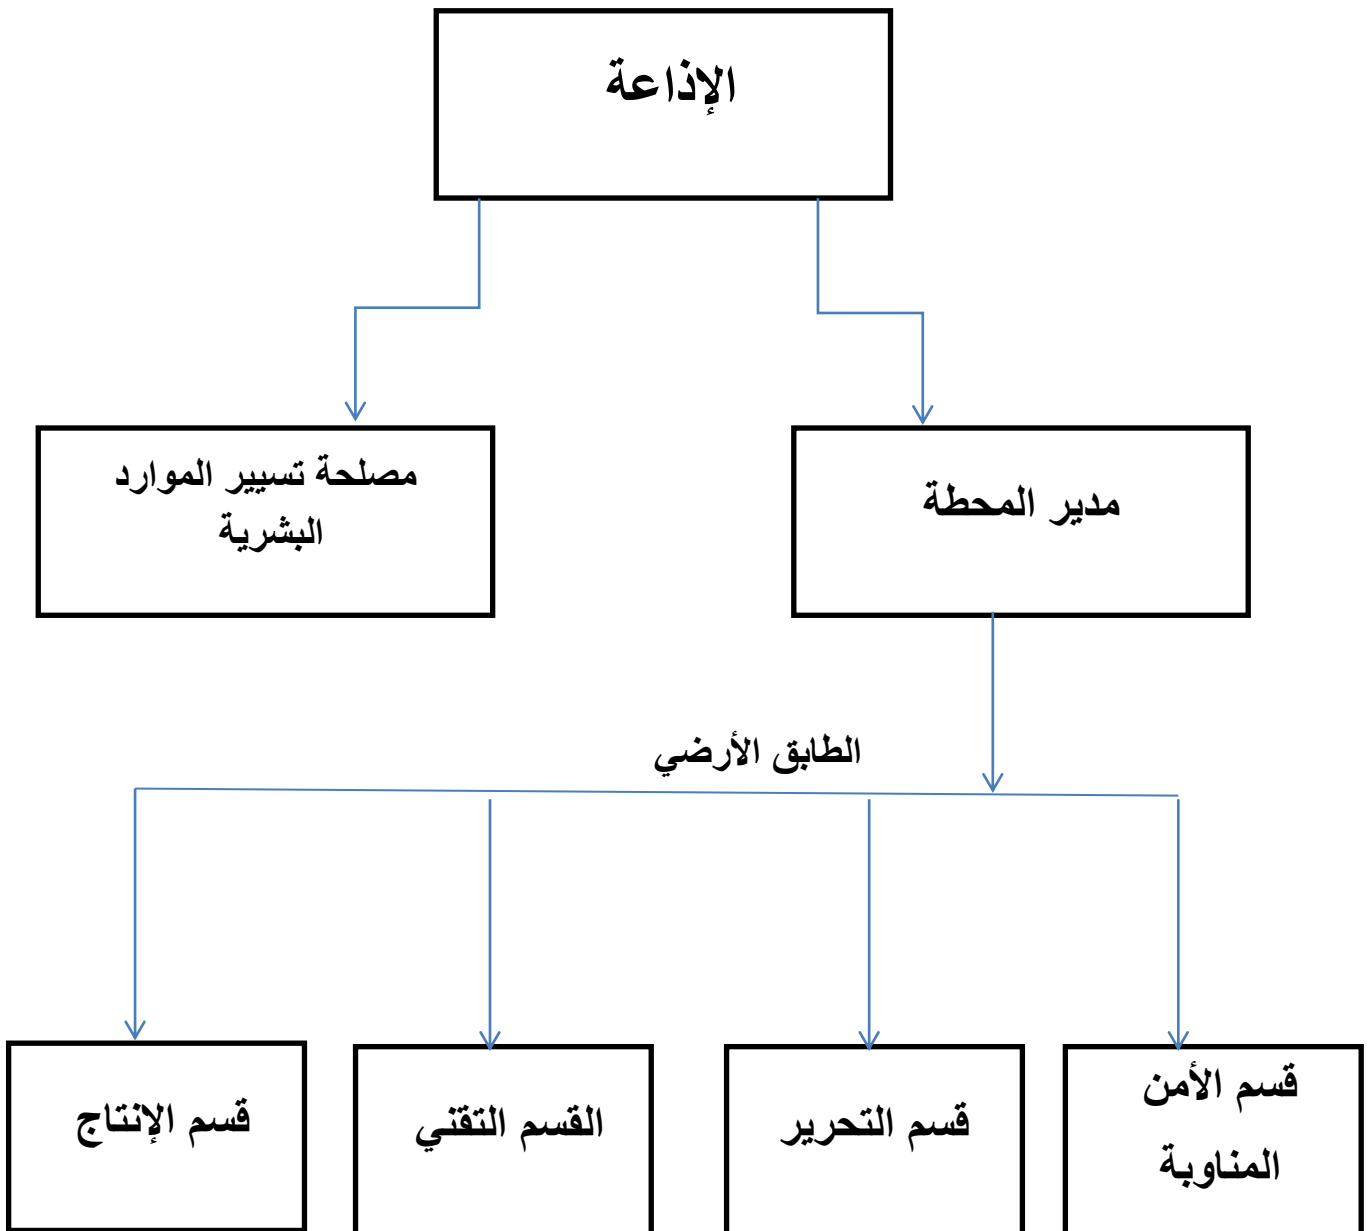 الإذاعة
مدير المحطة
مصلحة تسيير الموارد
البشرية
الطابق الأرضي
قسم الأمن
المناوبة
قسم التحرير
القسم التقني
قسم الإنتاج